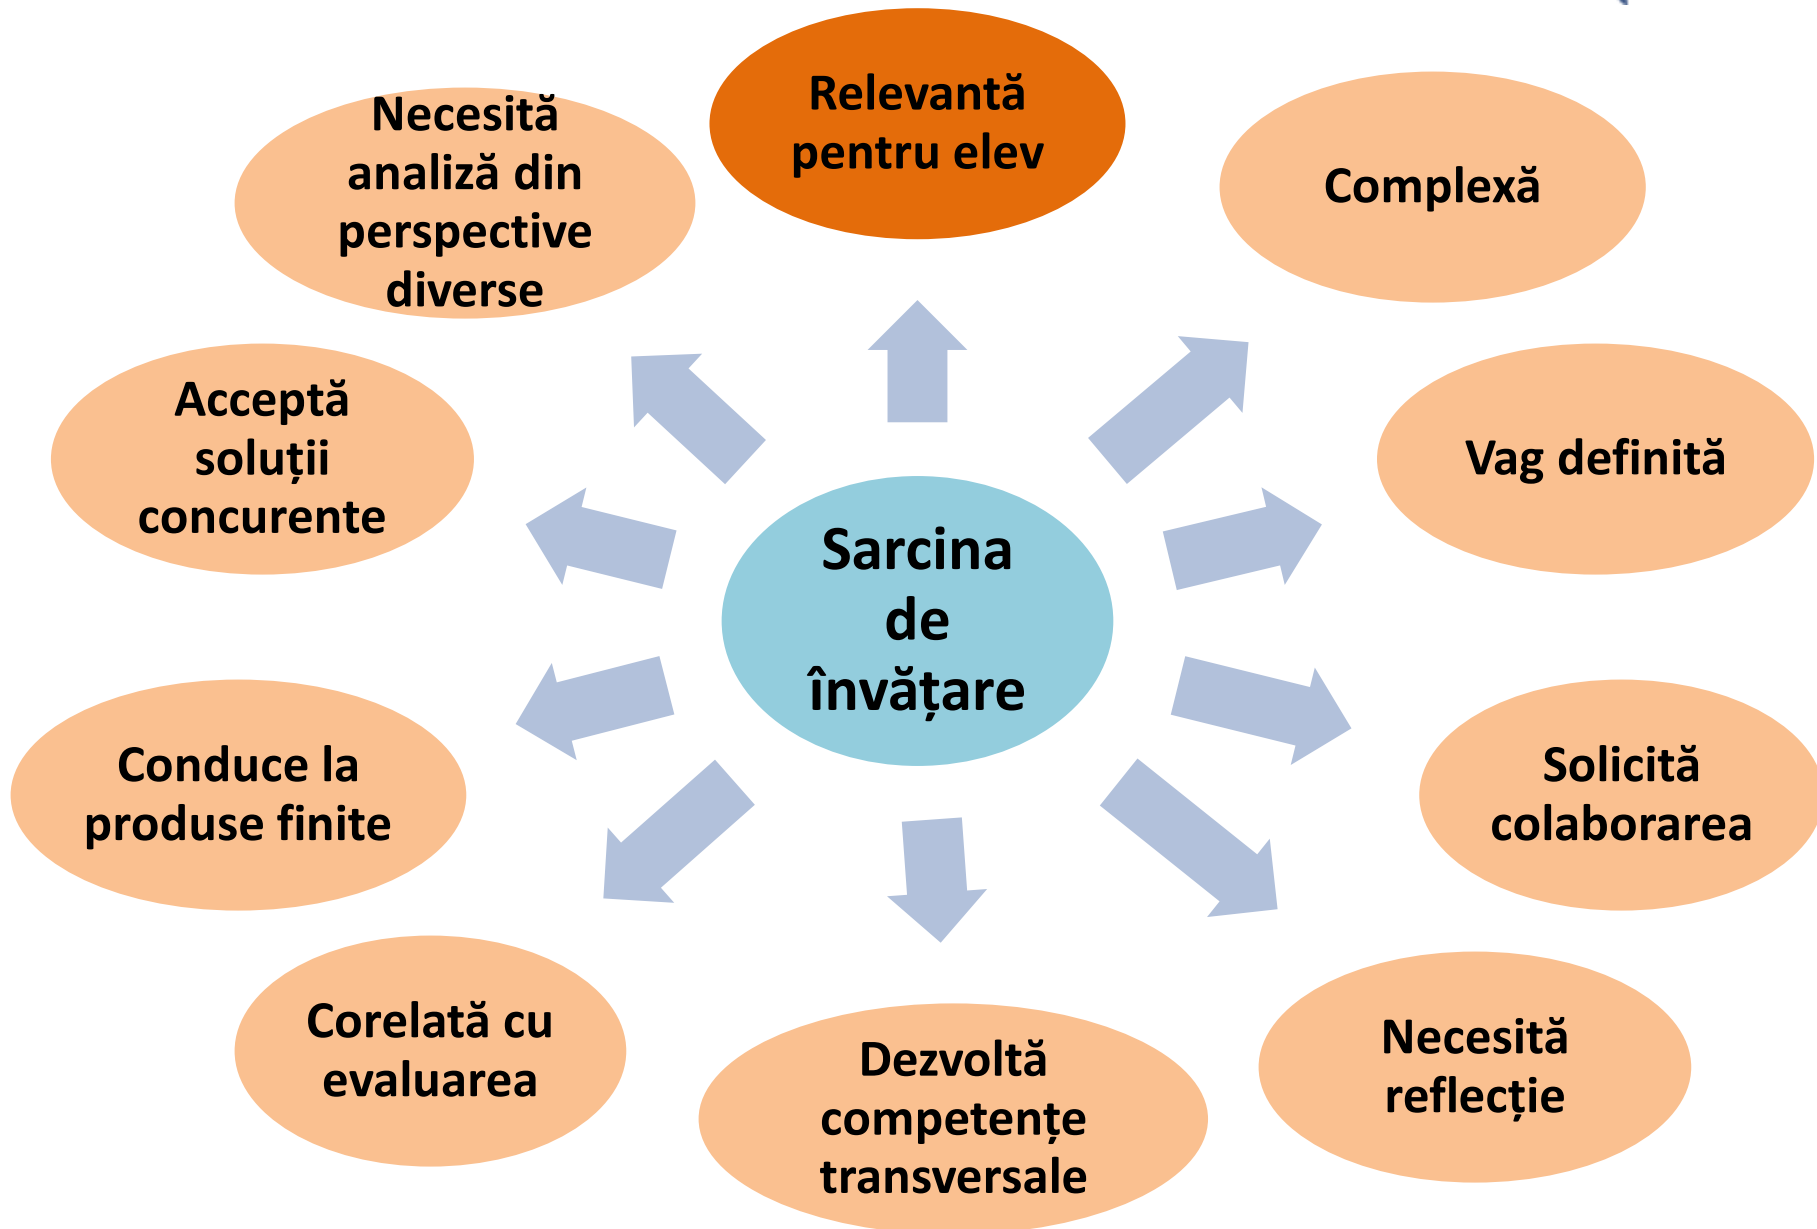 Relevantă
pentru elev
Complexă
Vag definită
Solicită
colaborarea
Necesită
reflecție
Dezvoltă
competențe
transversale
Corelată cu
evaluarea
Conduce la
produse finite
Acceptă
soluții
concurente
Necesită
analiză din
perspective
diverse
Sarcina
de
învățare